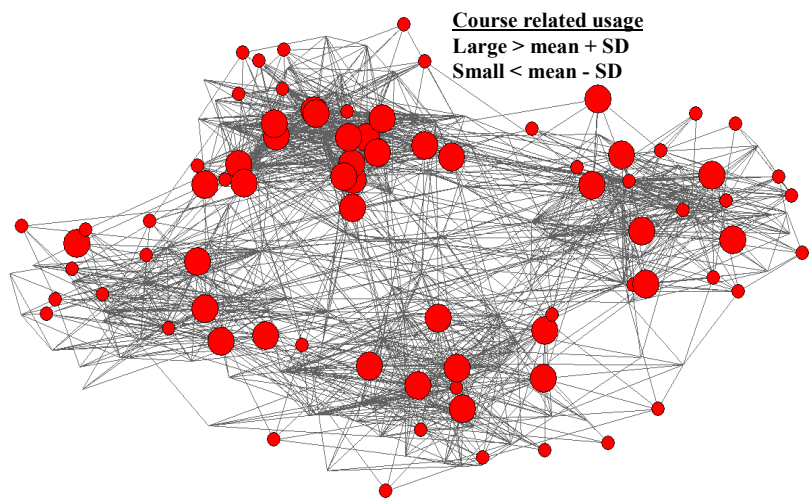 Course related usage
Large > mean + SD
Small < mean - SD